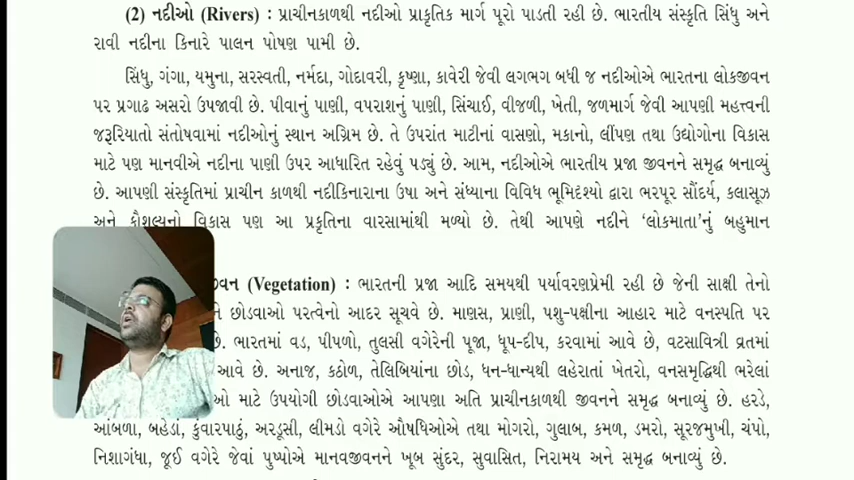 (2) નદીઓ (Rivers) : પ્રાચીનકાળથી નદીઓ પ્રાકૃતિક માર્ગ પૂરો પાડતી રહી છે. ભારતીય સંસ્કૃતિ સિંધુ અને
રાવી નદીના કિનારે પાલન પોષણ પામી છે.
સિંધુ, ગંગા, યમુના, સરસ્વતી, નર્મદા, ગોદાવરી, કૃષ્ણા, કાવેરી જેવી લગભગ બધી જ નદીઓએ ભારતના લોકજીવન
પર પ્રગાઢ અસરો ઉપજાવી છે. પીવાનું પાણી, વપરાશનું પાણી, સિંચાઈ, વીજળી, ખેતી, જળમાર્ગ જેવી આપણી મહત્ત્વની
જરૂરિયાતો સંતોષવામાં નદીઓનું સ્થાન અગ્રિમ છે. તે ઉપરાંત માટીનાં વાસણો, મકાનો, લીંપણ તથા ઉદ્યોગોના વિકાસ
માટે પણ માનવીએ નદીના પાણી ઉપર આધારિત રહેવું પડ્યું છે. આમ, નદીઓએ ભારતીય પ્રજા જીવનને સમૃદ્ધ બનાવ્યું
છે. આપણી સંસ્કૃતિમાં પ્રાચીન કાળથી નદીકિનારાના ઉષા અને સંધ્યાના વિવિધ ભૂમિદૃશ્યો દ્વારા ભરપૂર સૌંદર્ય, કલાસૂઝ
અને કૌશલ્યનો વિકાસ પણ આ પ્રકૃતિના વારસામાંથી મળ્યો છે. તેથી આપણે નદીને ‘લોકમાતા’નું બહુમાન
જીવન (Vegetation) : ભારતની પ્રજા આદિ સમયથી પર્યાવરણપ્રેમી રહી છે જેની સાક્ષી તેનો
ને છોડવાઓ પરત્વેનો આદર સૂચવે છે. માણસ, પ્રાણી, પશુ-પક્ષીના આહાર માટે વનસ્પતિ પર
છે. ભારતમાં વડ, પીપળો, તુલસી વગેરેની પૂજા, ધૂપ-દીપ, કરવામાં આવે છે, વટસાવિત્રી વ્રતમાં
આવે છે. અનાજ, કઠોળ, તેલિબિયાંના છોડ, ધન-ધાન્યથી લહેરાતાં ખેતરો, વનસમૃદ્ધિથી ભરેલાં
ઓ માટે ઉપયોગી છોડવાઓએ આપણા અતિ પ્રાચીનકાળથી જીવનને સમૃદ્ધ બનાવ્યું છે. હરડે,
આંબળા, બહેડાં, કુંવારપાઠું, અરડૂસી, લીમડો વગેરે ઔષધિઓએ તથા મોગરો, ગુલાબ, કમળ, ડમરો, સૂરજમુખી, ચંપો,
નિશાગંધા, જૂઈ વગેરે જેવાં પુષ્પોએ માનવજીવનને ખૂબ સુંદર, સુવાસિત, નિરામય અને સમૃદ્ધ બનાવ્યું છે.